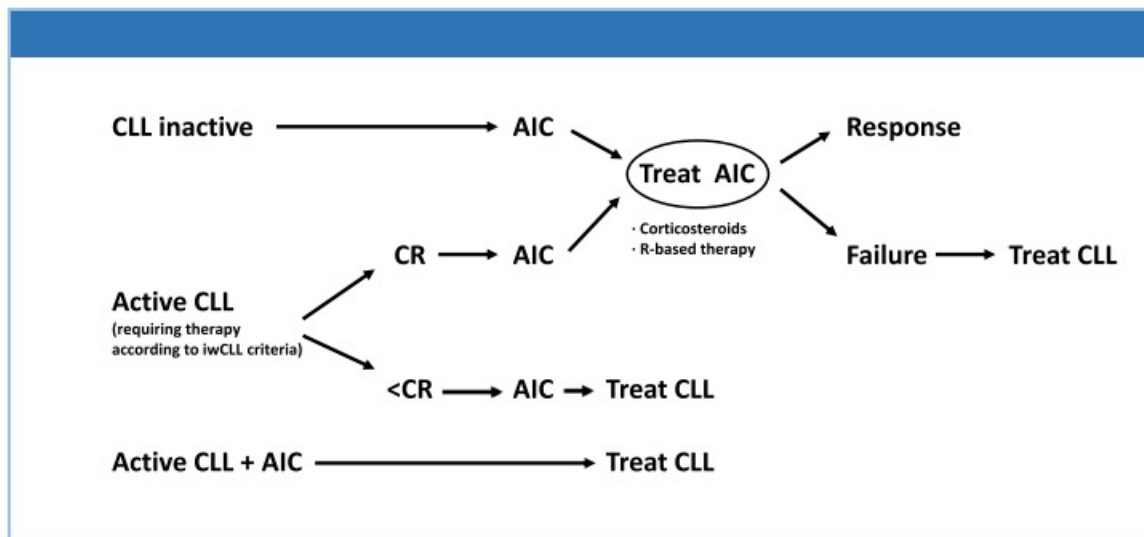 CLL inactive
AIC
Treat AIC
Response
· Corticosteroids
· R-based therapy
CR
AIC
Failure
Treat CLL
Active CLL
(requiring therapy
according to iwCLL criteria)
<CR
AIC
Treat CLL
Active CLL + AIC
Treat CLL